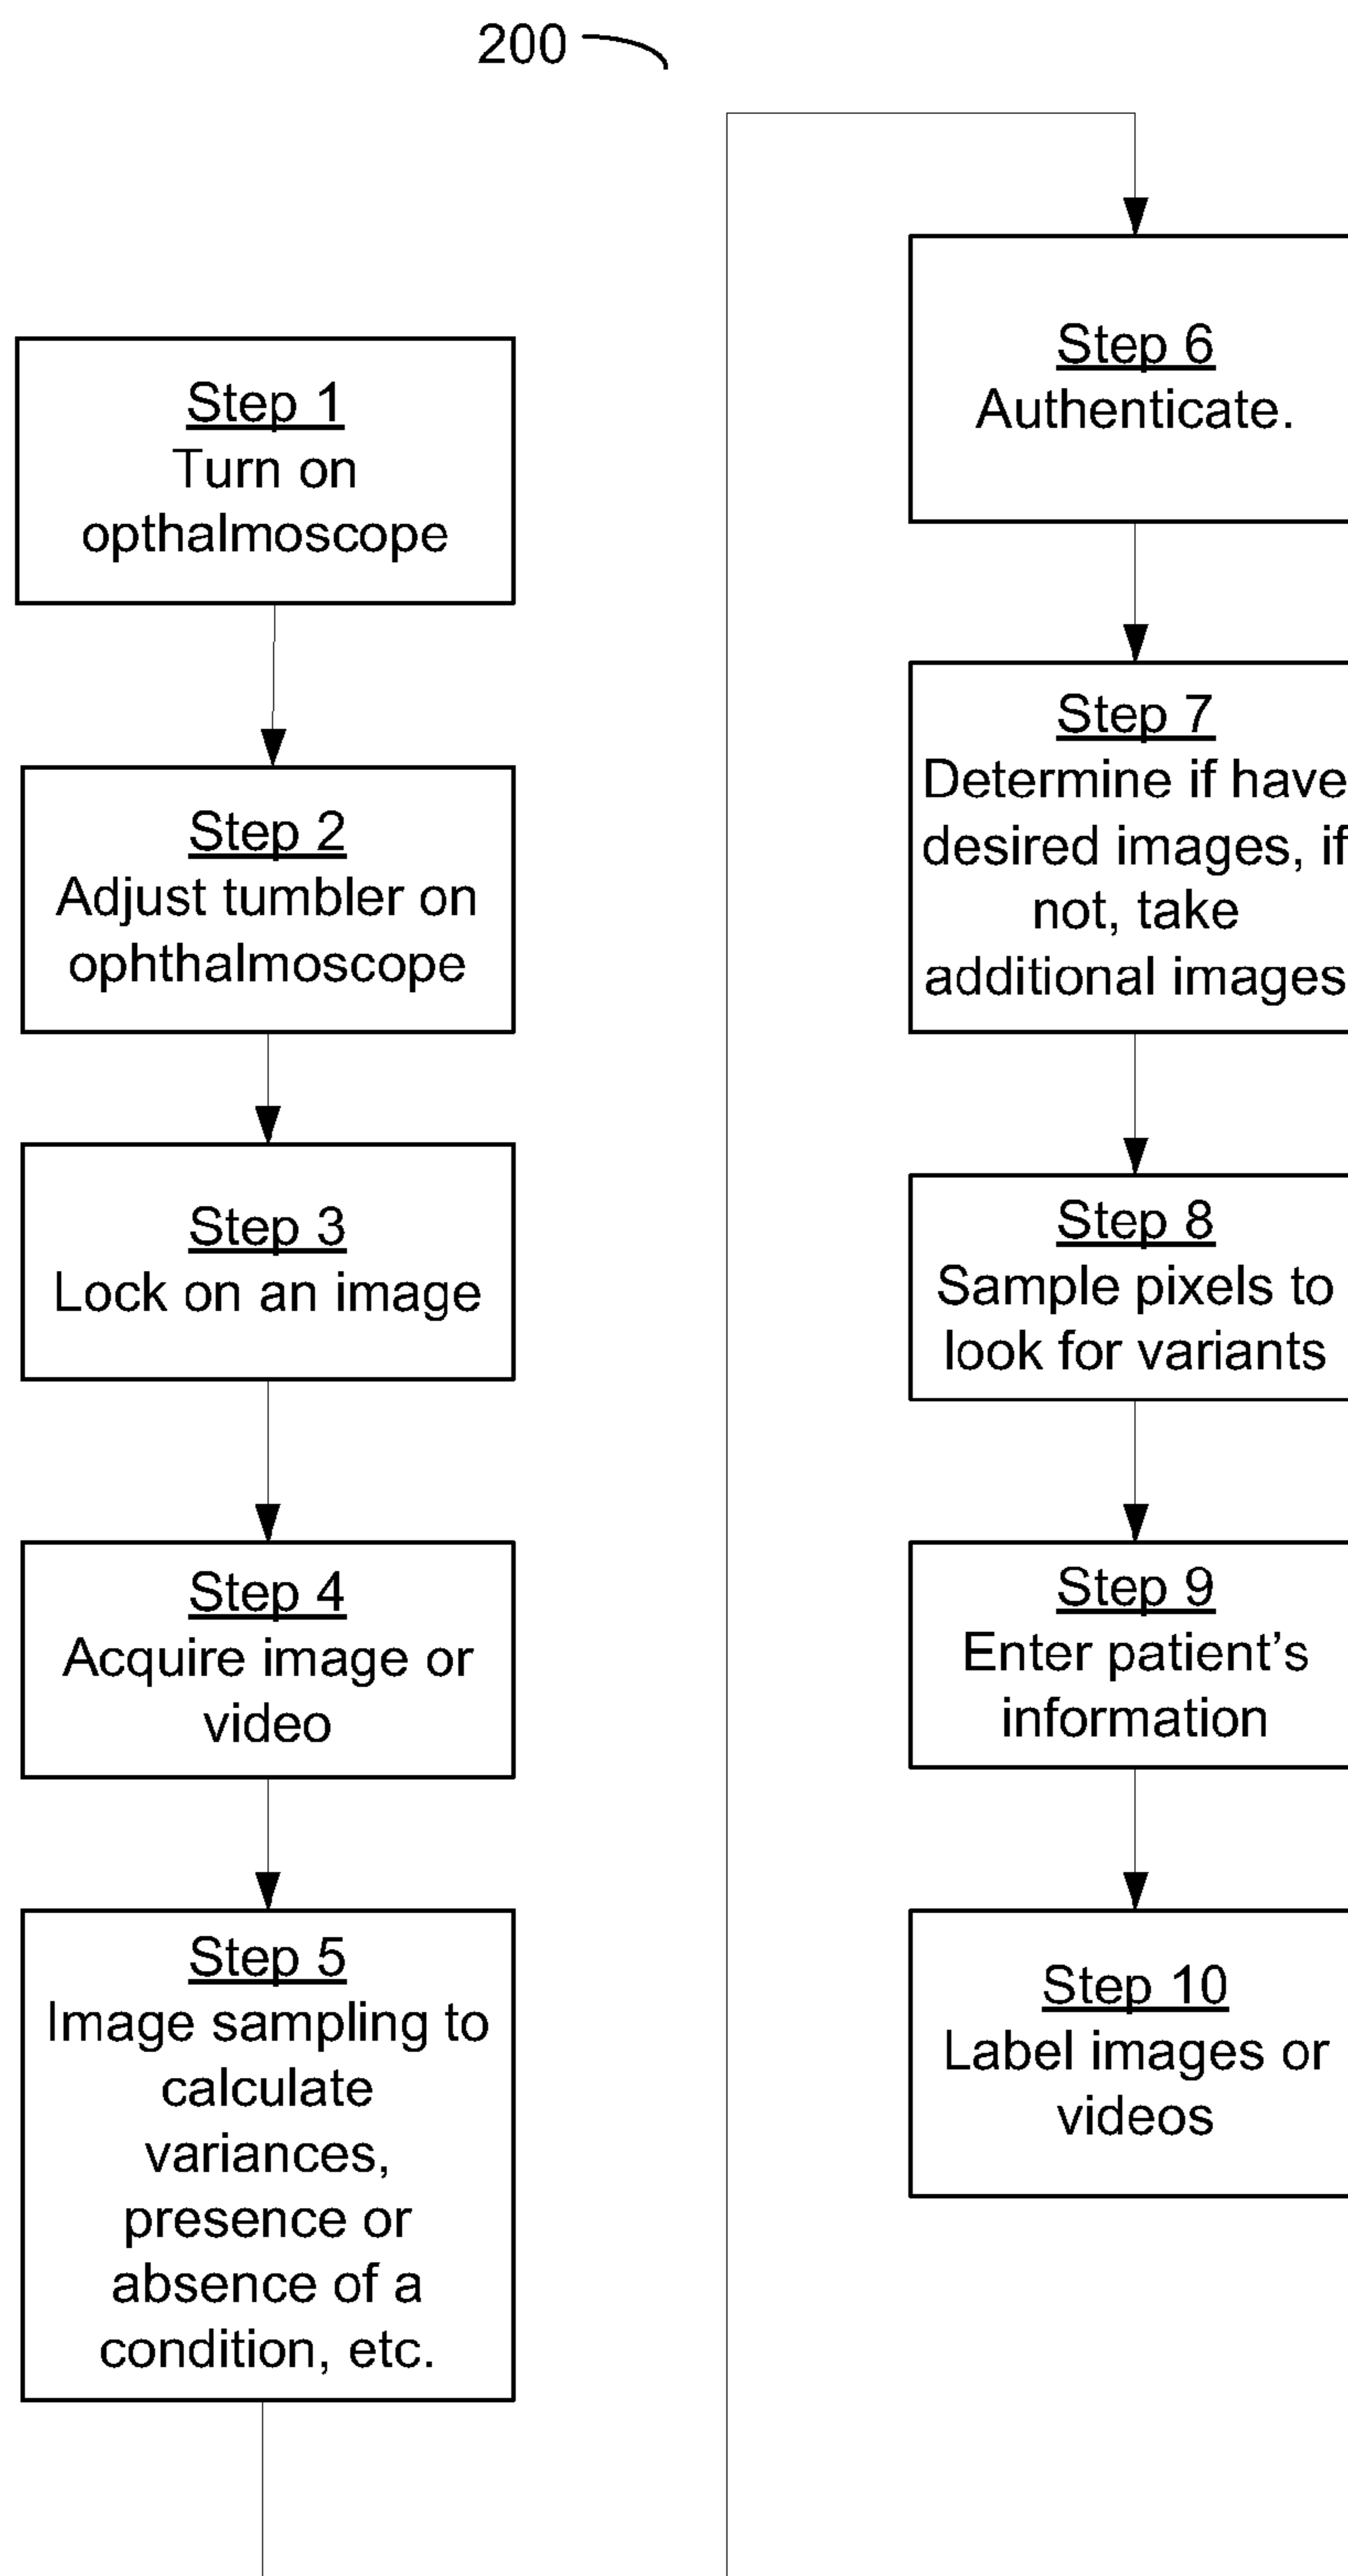 200
Step 1
Turn on
opthalmoscope
Step 2
Adjust tumbler on
ophthalmoscope
Step 3
Lock on an image
Step 4
Acquire image or
video
Step 5
Image sampling to
calculate
variances,
presence or
absence of a
condition, etc.
Step 6
Authenticate.
Step 7
Determine if have
desired images, if
not, take
additional images
Step 8
Sample pixels to
look for variants
Step 9
Enter patient’s
information
Step 10
Label images or
videos